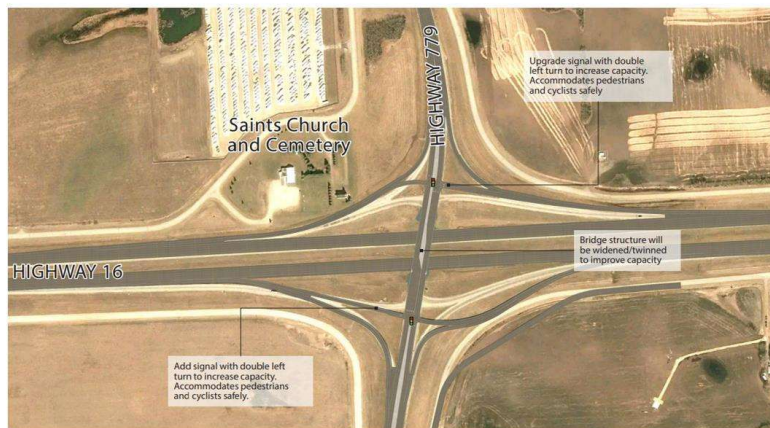 HIGHWAY 779
Upgrade signal with double
left turn to increase capacity.
Accommodates pedestrians
and cyclists safely
Saints Church
and Cemetery
Bridge structure will
be widened/twinned
to improve capacity
HIGHWAY 16
Add signal with double left
turn to increase capacity.
Accommodates pedestrians
and cyclists safely.